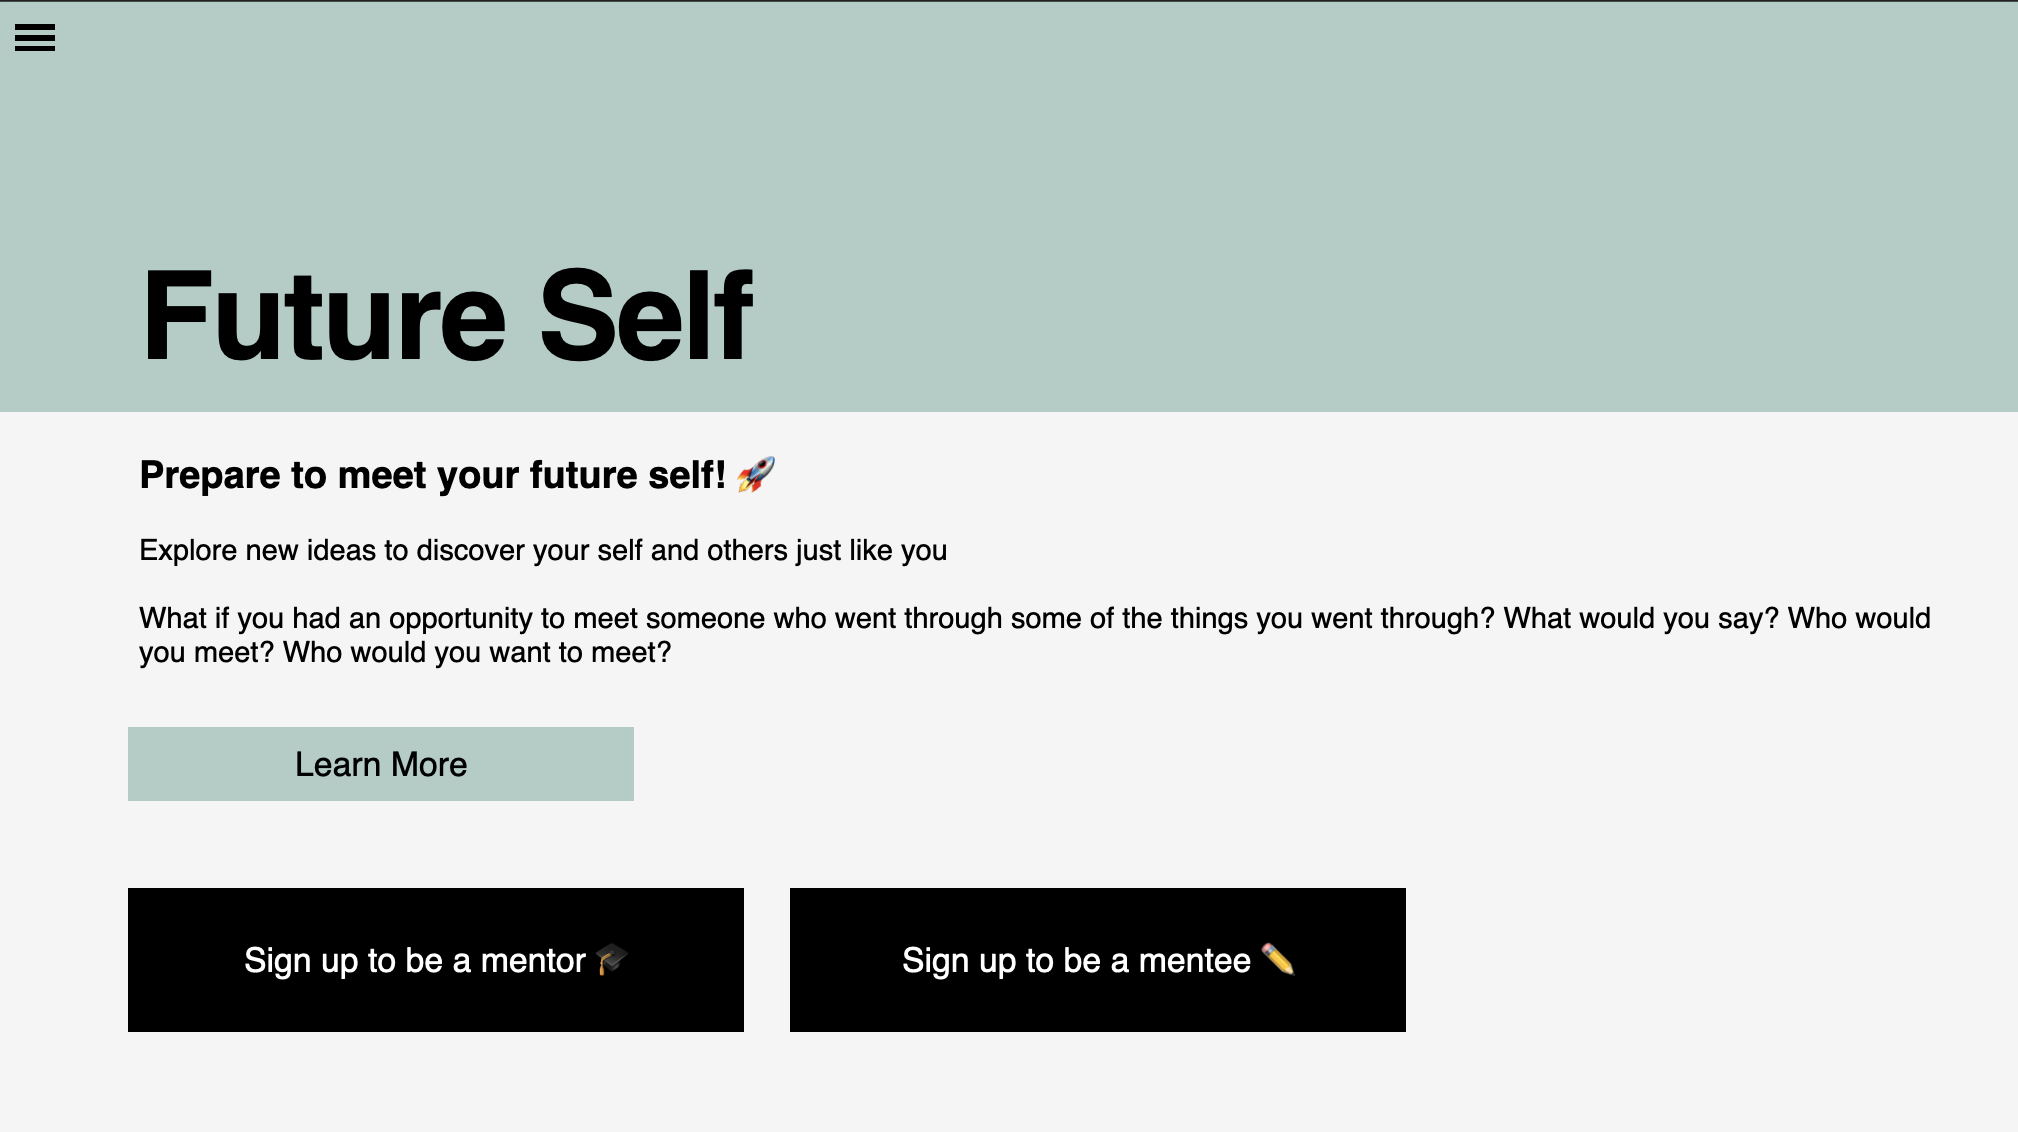 Future Self
Prepare to meet your future self! 🚀
Explore new ideas to discover your self and others just like you
What if you had an opportunity to meet someone who went through some of the things you went through? What would you say? Who would
you meet? Who would you want to meet?
Learn More
Sign up to be a mentor 🎓
Sign up to be a mentee ✏️